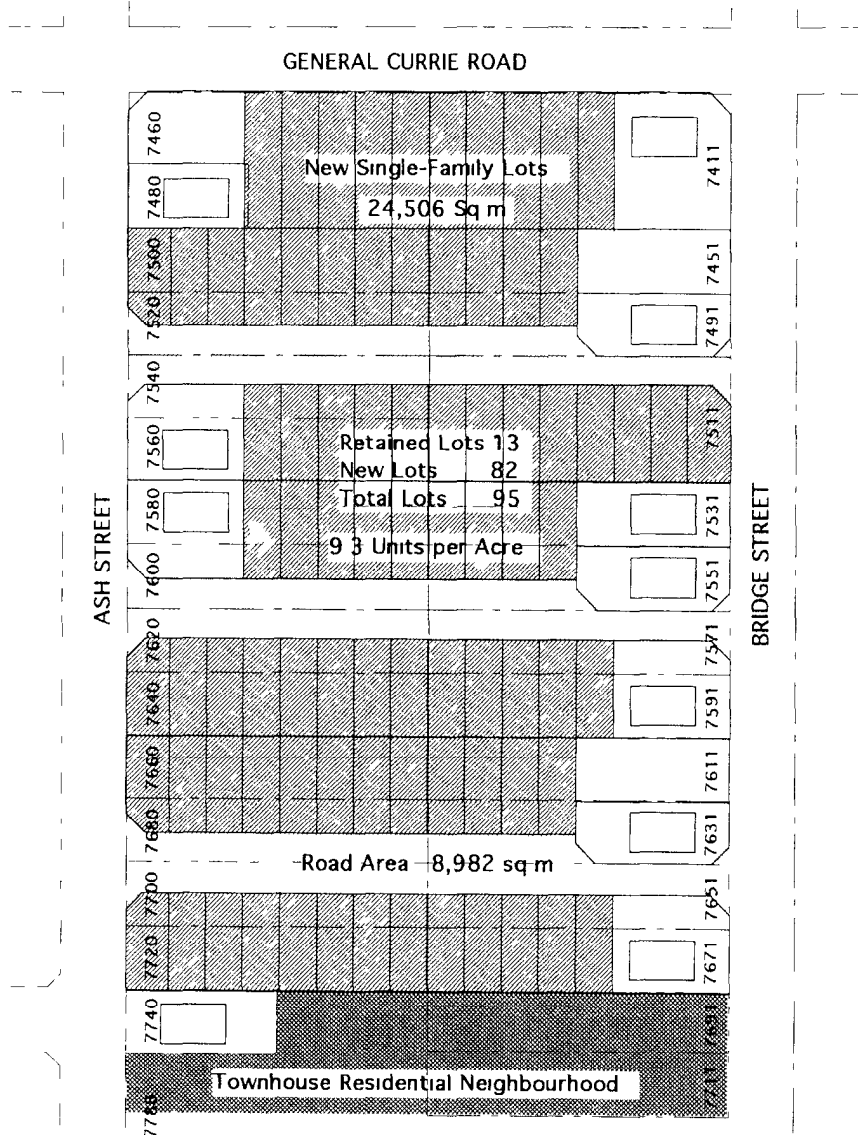 GENERAL CURRIE ROAD
7460
7411
New Single-Family Lots
7480
24,506 Sq m
7500
7451
7520
7491
7540
7560
7511
Retained Lots 13
New Lots 82
Total Lots 95
7580
7531
ASH STREET
BRIDGE STREET
9 3 Units per Acre
7600
7551
7620
7571
7640
7591
7660
7611
7680
7631
Road Area 8,982 sq m
7700
7651
7720
7671
7740
7691
Townhouse Residential Neighbourhood
7711
7788